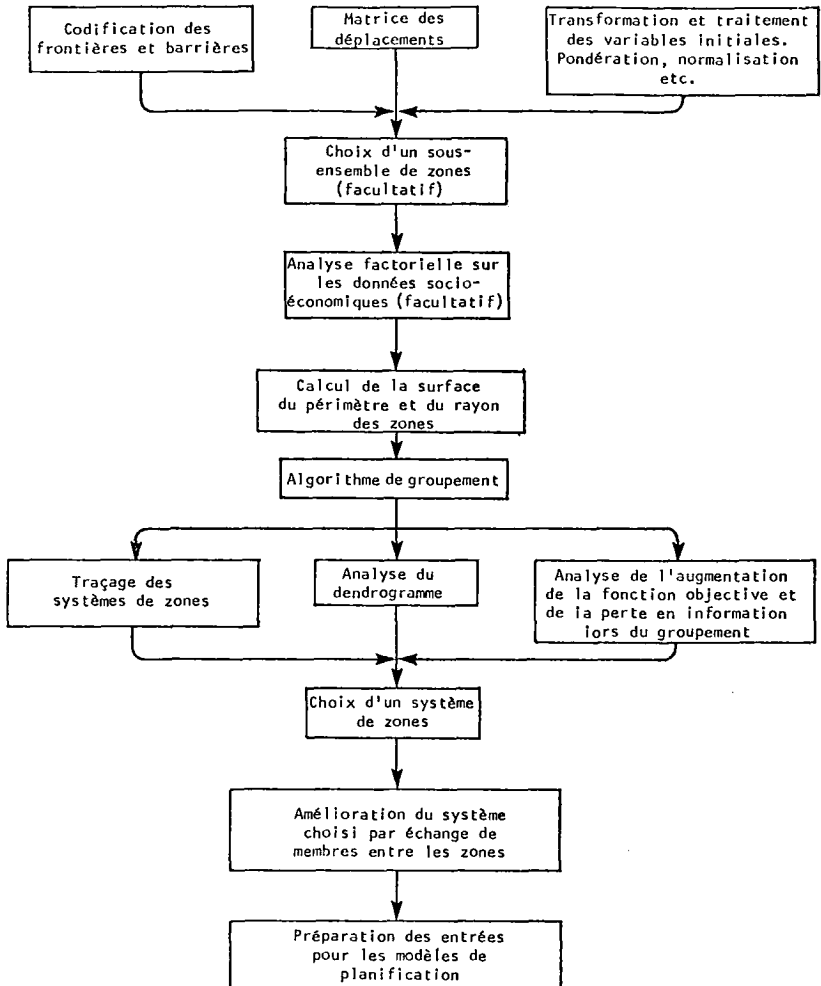 Codification des
frontières et barrières
Matrice des
déplacements
Transformation et traitement
des variables initiales.
Pondération, normalisation
etc.
Choix d'un sous-
ensemble de zones
(facultatif)
Analyse factorielle sur
les données socio-
économiques (facultatif)
Calcul de la surface
du périmètre et du rayon
des zones
Algorithme de groupement
Traçage des
systèmes de zones
Analyse du
dendrogramme
Analyse de l'augmentation
de la fonction objective et
de la perte en information
lors du groupement
Choix d'un système
de zones
Amélioration du système
choisi par échange de
membres entre les zones
Préparation des entrées
pour les modèles de
planification